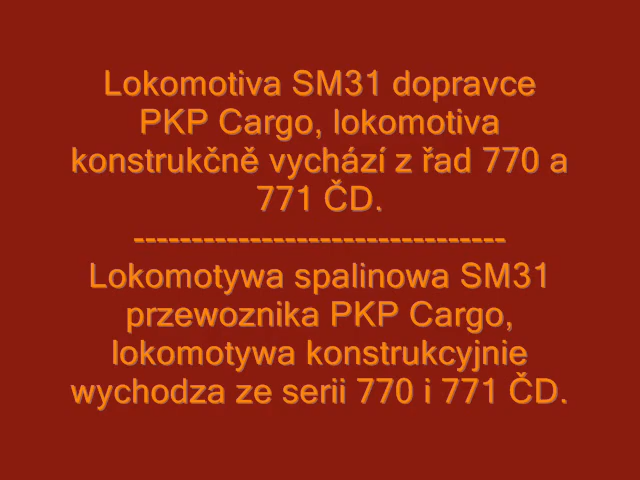 Lokomotiva SM31 dopravce
PKP Cargo, lokomotiva
konstrukčně vychází z řad 770 a
771 ČD.
--------------------------------
Lokomotywa spalinowa SM31
przewoznika PKP Cargo,
lokomotywa konstrukcyjnie
wychodza ze serii 770 i 771 ČD.